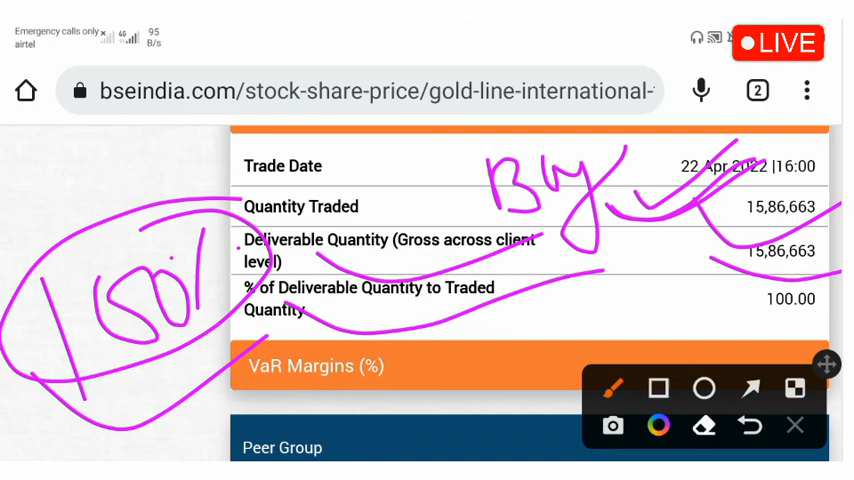 Emergency calls only
airtel
4G
95
B/s
LIVE
bseindia.com/stock-share-price/gold-line-international-
2
Trade Date
22 Apr 2022 |16:00
Buy
Quantity Traded
15,86,663
Deliverable Quantity (Gross across client
level)
15,86,663
% of Deliverable Quantity to Traded
Quantity
100.00
VaR Margins (%)
Peer Group